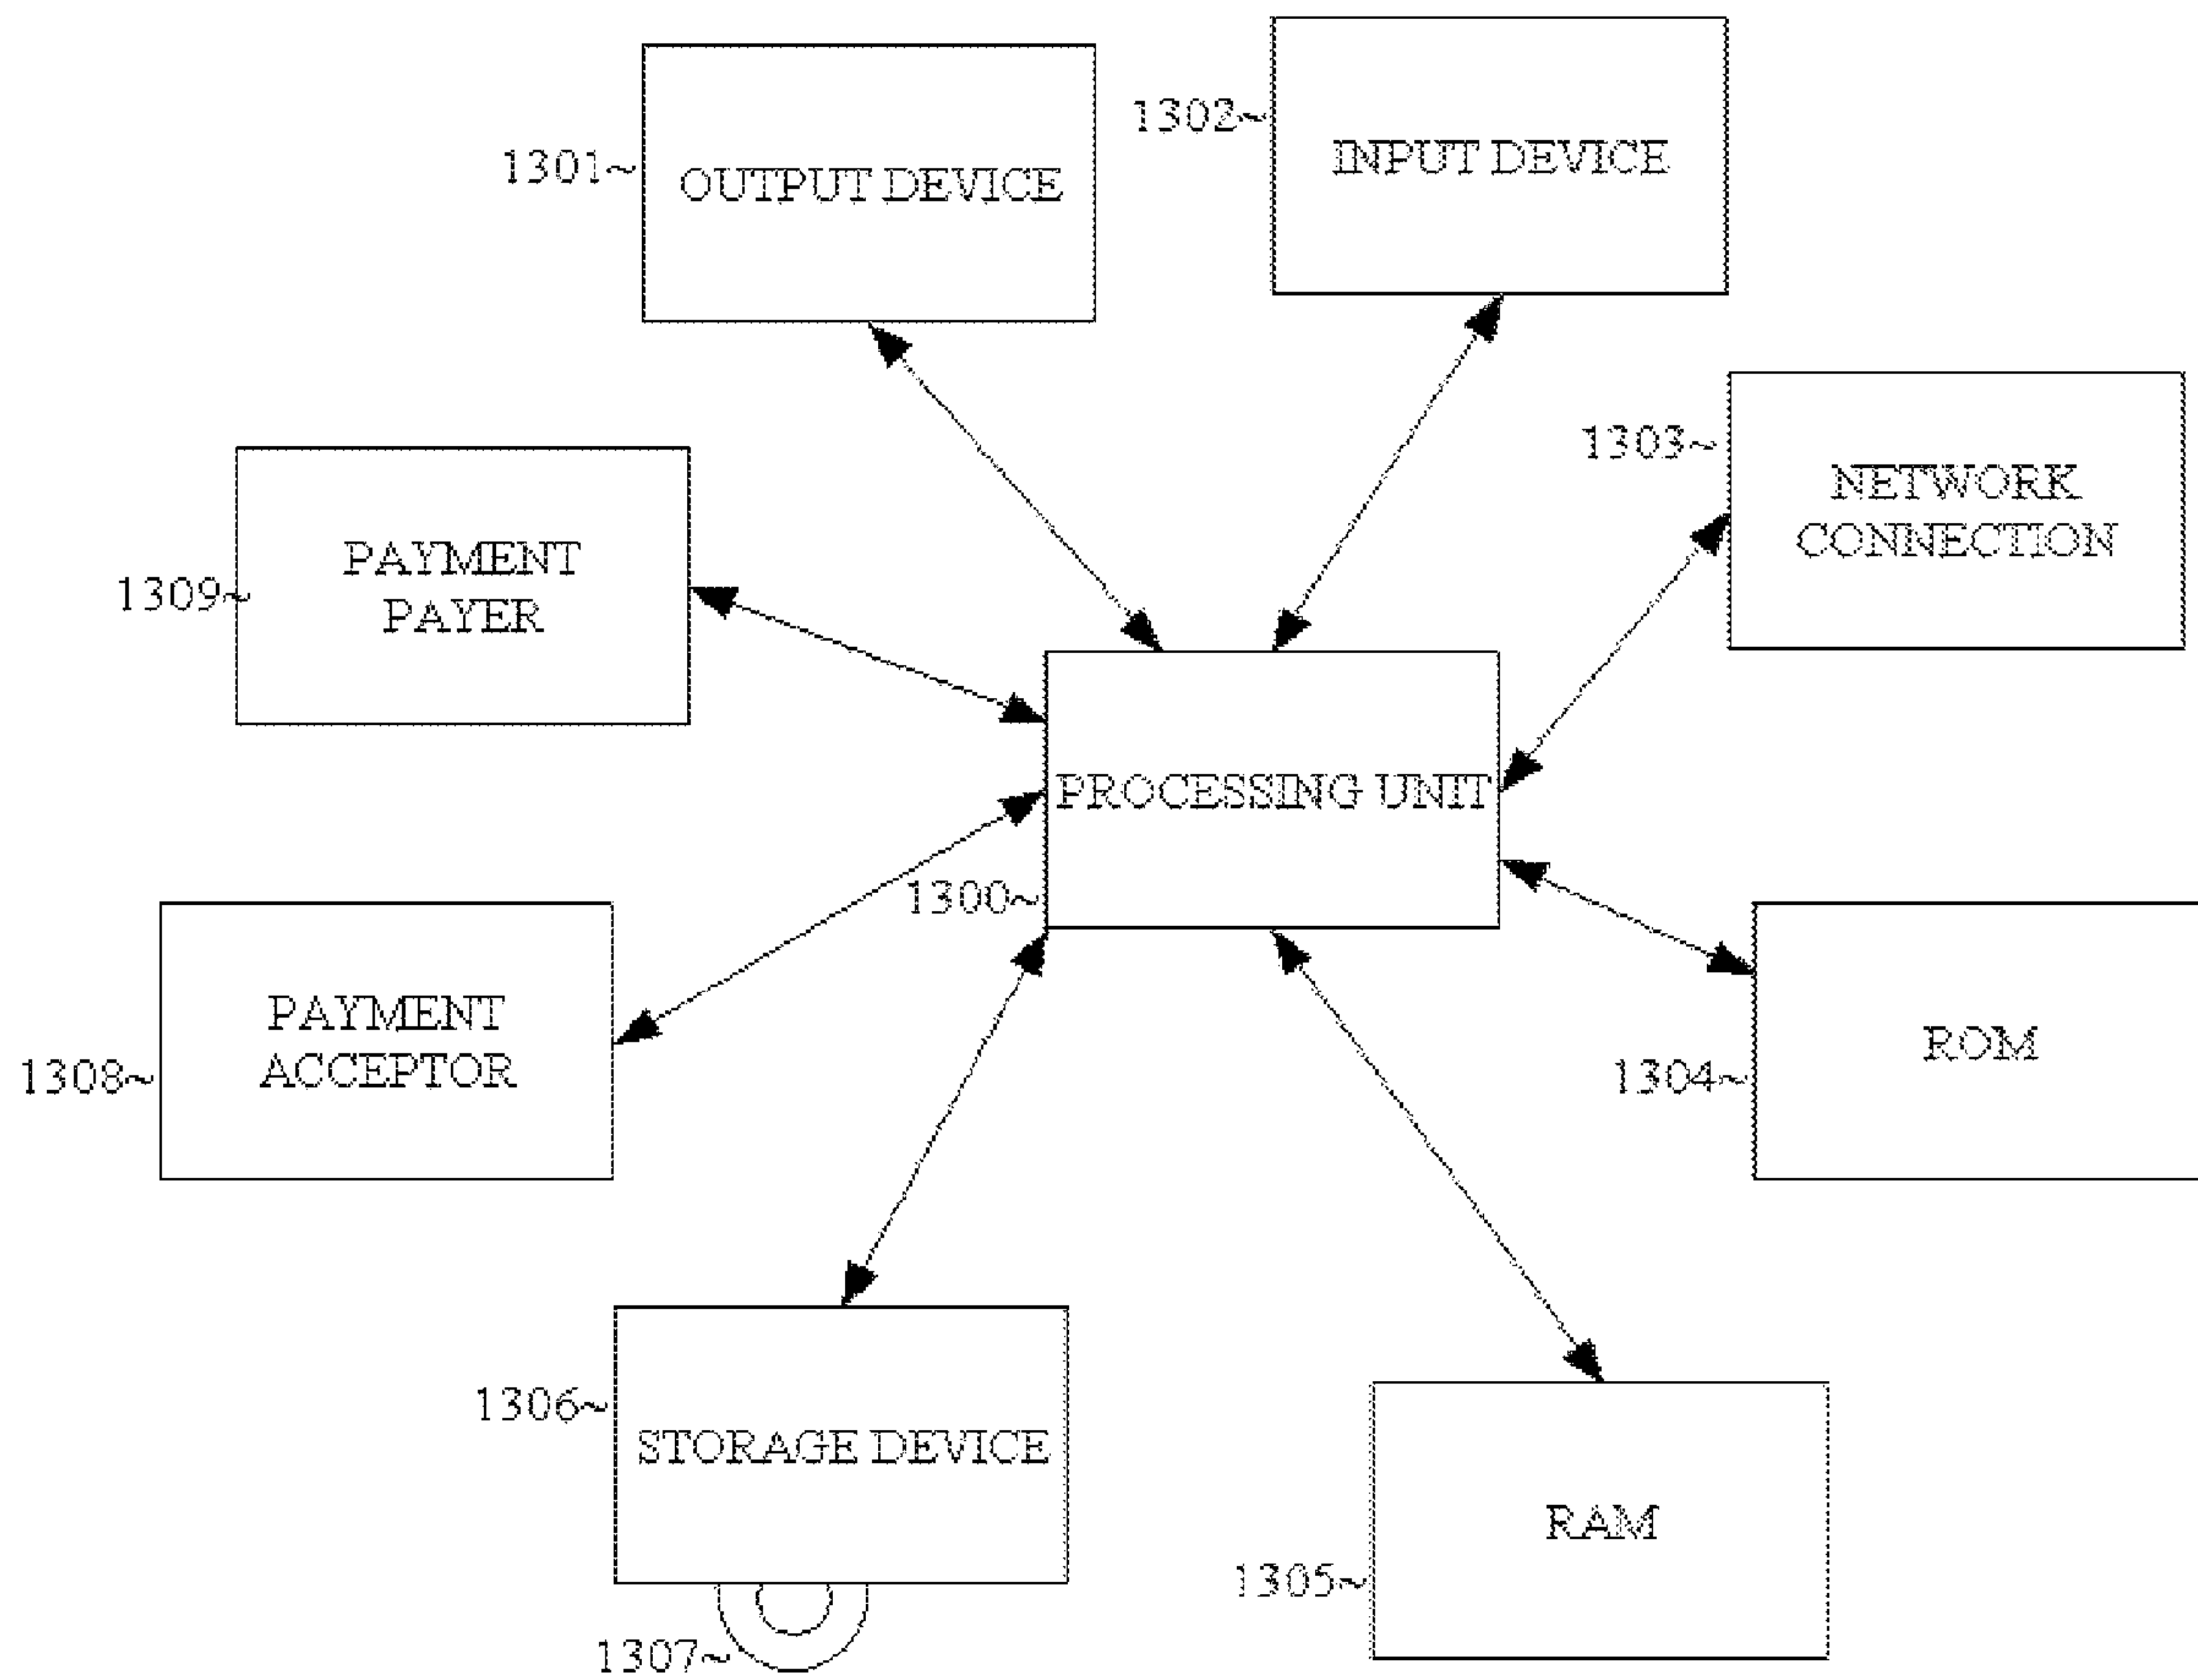 1301~
OUTPUT DEVICE
1302~
INPUT DEVICE
1303~
NETWORK
CONNECTION
1309~
PAYMENT
PAYER
PROCESSING UNIT
1300~
1308~
PAYMENT
ACCEPTOR
1304~
ROM
1306~
STORAGE DEVICE
1307~
1305~
RAM